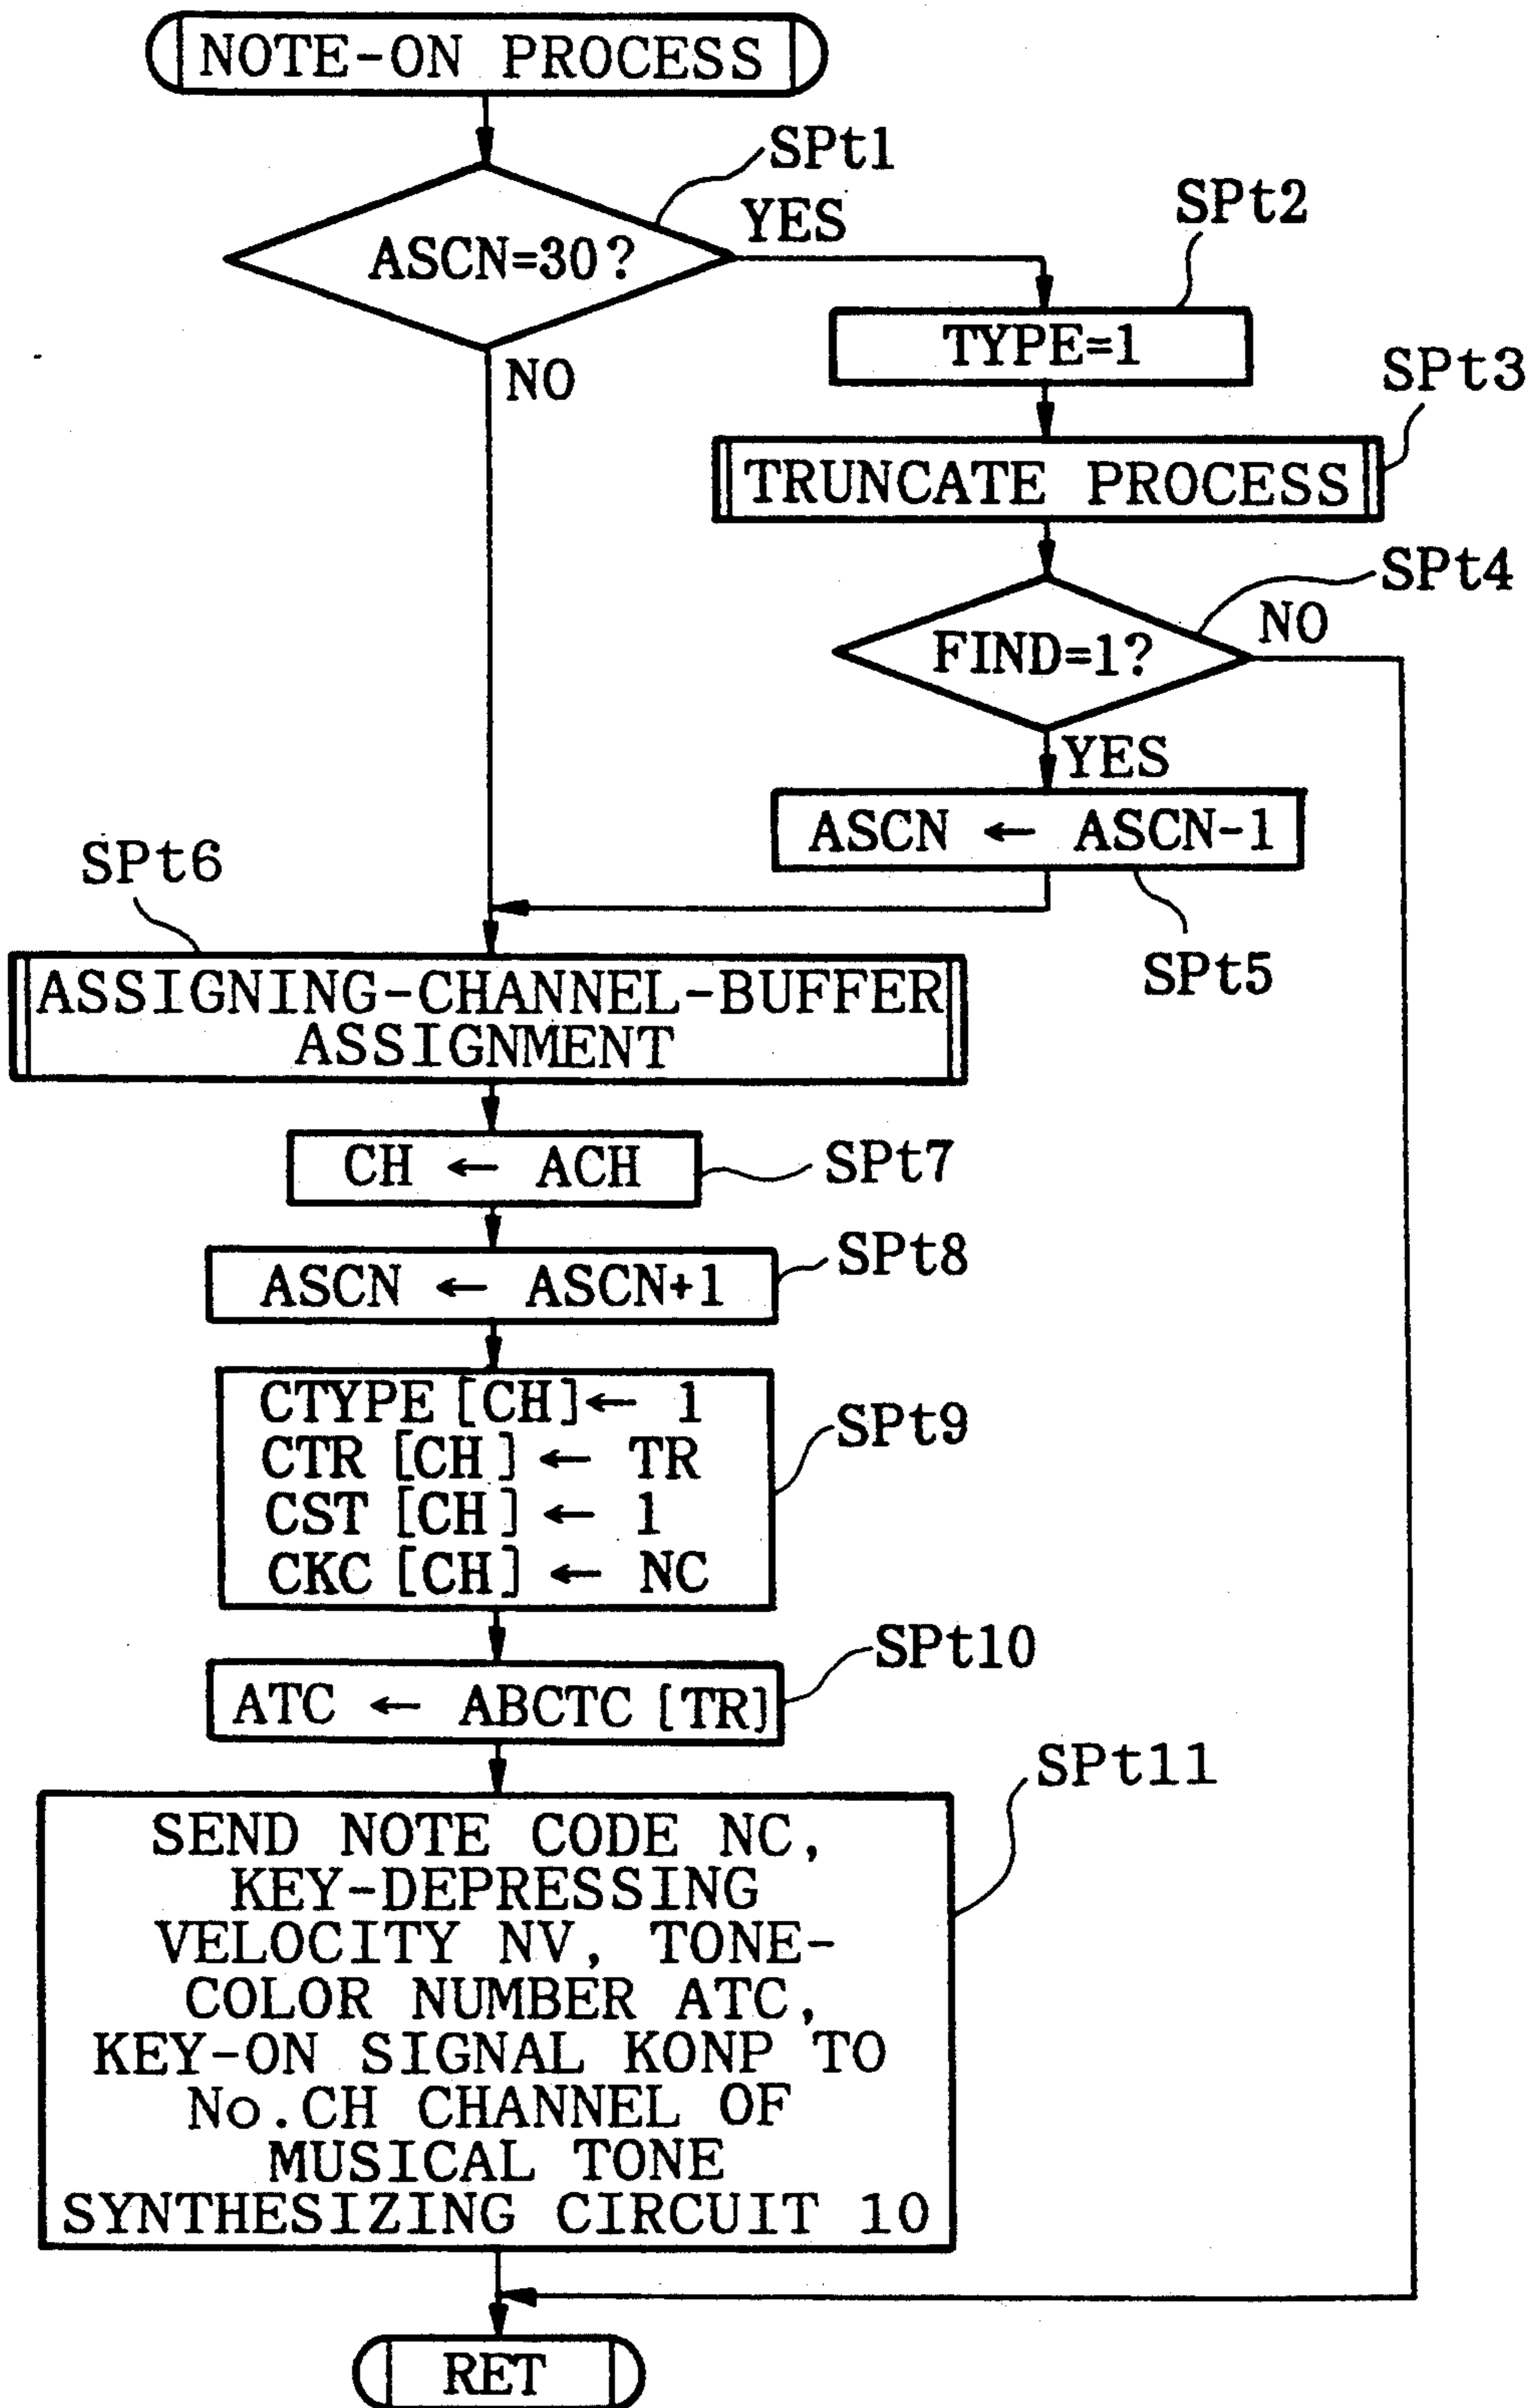 NOTE-ON PROCESS
SPt1
ASCN=30?
YES
NO
SPt2
TYPE=1
SPt3
TRUNCATE PROCESS
SPt4
FIND=1?
NO
YES
ASCN ← ASCN-1
SPt5
SPt6
ASSIGNING-CHANNEL-BUFFER
ASSIGNMENT
CH ← ACH
SPt7
ASCN ← ASCN+1
SPt8
CTYPE [CH] ← 1
CTR [CH] ← TR
CST [CH] ← 1
CKC [CH] ← NC
SPt9
ATC ← ABCTC [TR]
SPt10
SPt11
SEND NOTE CODE NC,
KEY-DEPRESSING
VELOCITY NV, TONE-
COLOR NUMBER ATC,
KEY-ON SIGNAL KONP TO
No.CH CHANNEL OF
MUSICAL TONE
SYNTHESIZING CIRCUIT 10
RET